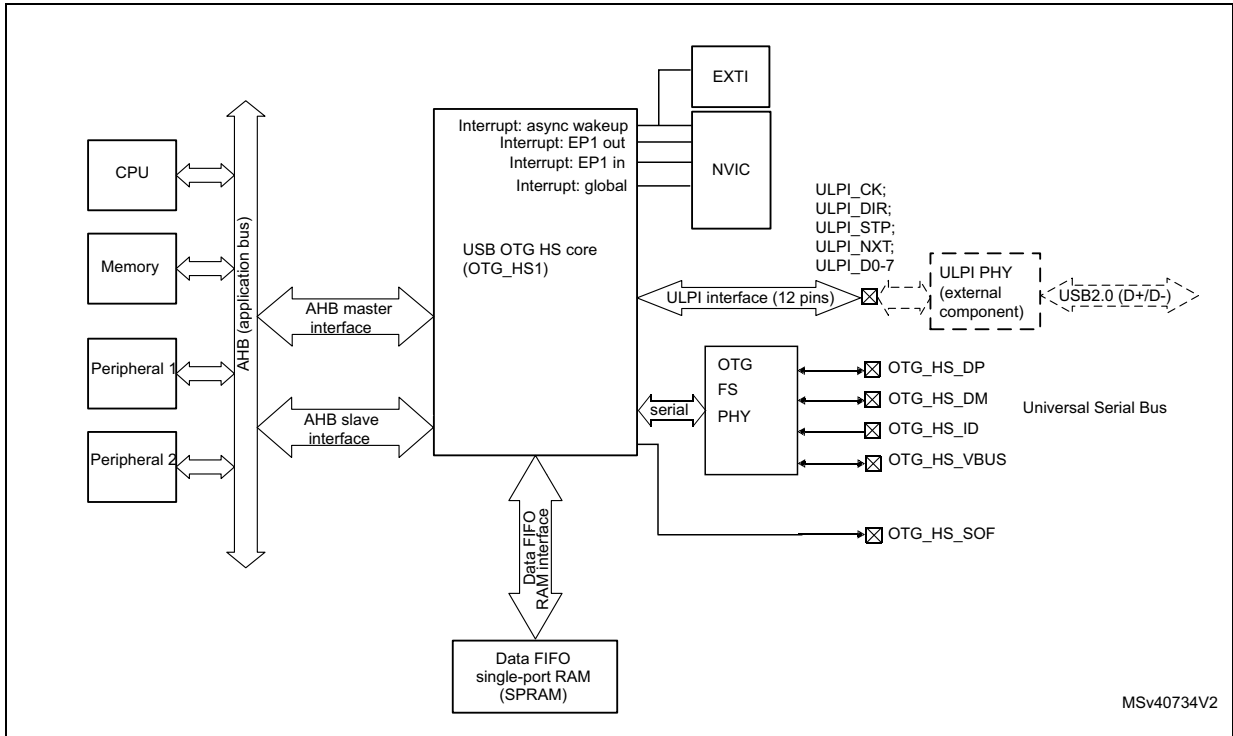 EXTI
Interrupt: async wakeup
Interrupt: EP1 out
Interrupt: EP1 in
Interrupt: global
NVIC
CPU
Memory
Peripheral 1
Peripheral 2
AHB (application bus)
AHB master
interface
AHB slave
interface
USB OTG HS core
(OTG_HS1)
ULPI_CK;
ULPI_DIR;
ULPI_STP;
ULPI_NXT;
ULPI_D0-7
ULPI interface (12 pins)
ULPI PHY
(external
component)
USB2.0 (D+/D-)
serial
OTG
FS
PHY
OTG_HS_DP
OTG_HS_DM
OTG_HS_ID
OTG_HS_VBUS
Universal Serial Bus
OTG_HS_SOF
Data FIFO
RAM interface
Data FIFO
single-port RAM
(SPRAM)
MSv40734V2